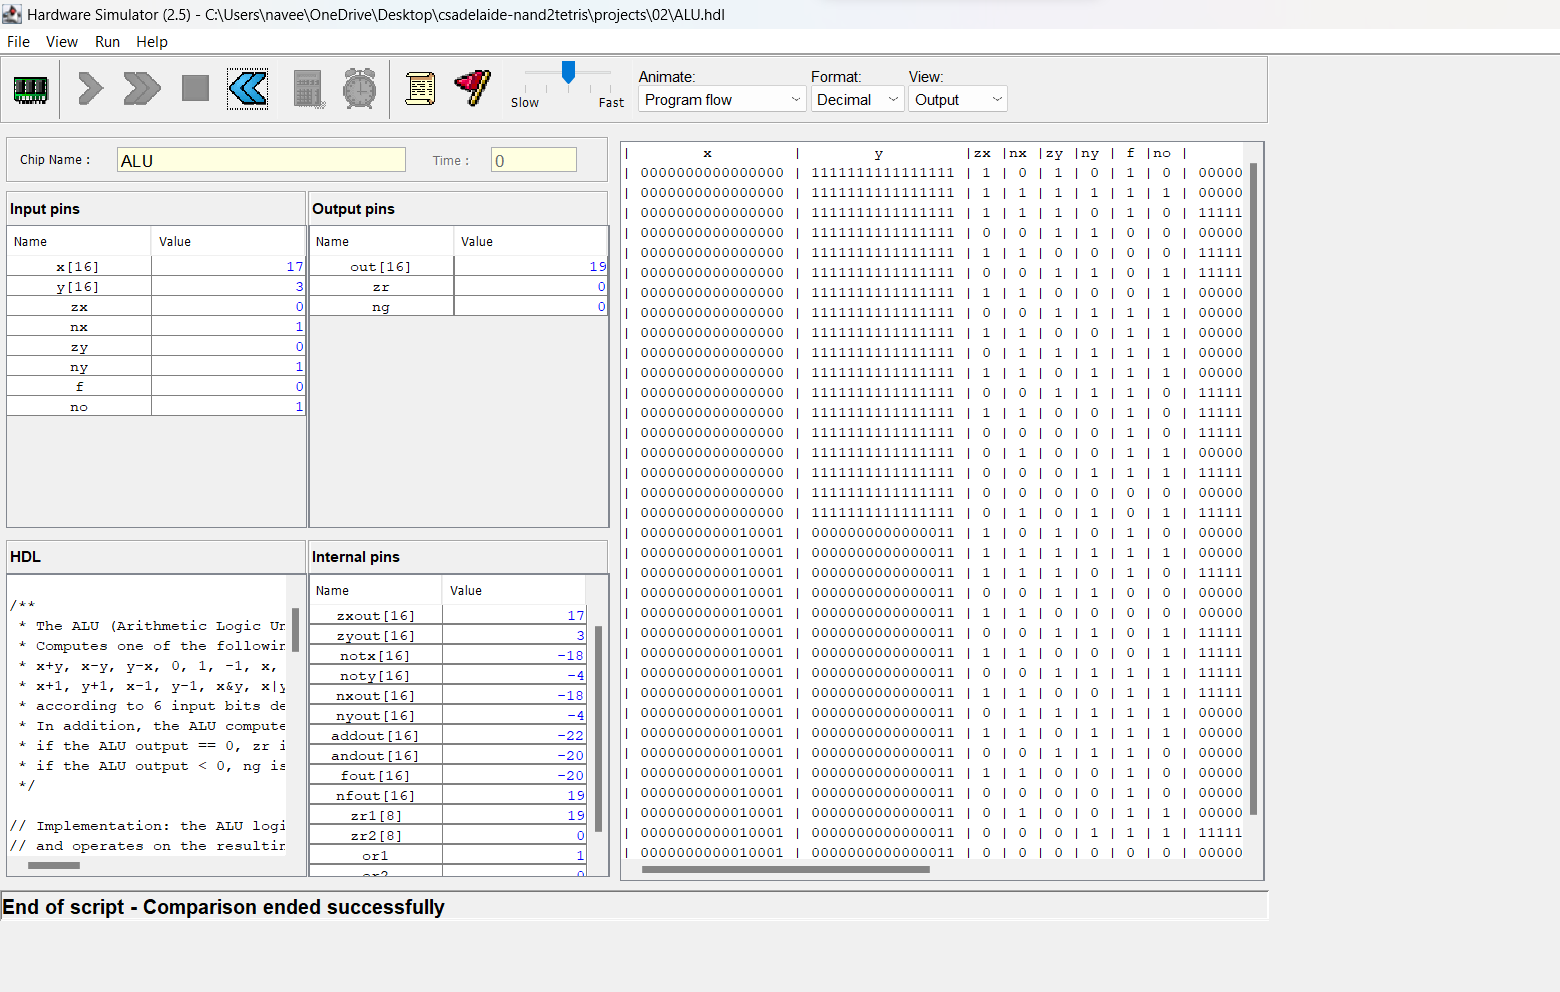 Hardware Simulator (2.5) - C:\Users\navee\OneDrive\Desktop\csadelaide-nand2tetris\projects\02\ALU.hdl
File View Run Help
Slow Fast
Animate: Format: View:
Program flow Decimal Output
Chip Name : ALU Time : 0
Input pins
Name Value
x[16] 17
y[16] 3
zx 0
nx 1
zy 0
ny 1
f 0
no 1
Output pins
Name Value
out[16] 19
zr 0
ng 0
HDL
/**
* The ALU (Arithmetic Logic Un
* Computes one of the followin
* x+y, x-y, y-x, 0, 1, -1, x,
* x+1, y+1, x-1, y-1, x&y, x|y
* according to 6 input bits de
* In addition, the ALU compute
* if the ALU output == 0, zr i
* if the ALU output < 0, ng is
*/
// Implementation: the ALU logi
// and operates on the resultin
Internal pins
Name Value
zxout[16] 17
zyout[16] 3
notx[16] -18
noty[16] -4
nxout[16] -18
nyout[16] -4
addout[16] -22
andout[16] -20
fout[16] -20
nfout[16] 19
zr1[8] 19
zr2[8] 0
or1 1
or2 0
| x | y |zx |nx |zy |ny | f |no |
| 0000000000000000 | 1111111111111111 | 1 | 0 | 1 | 0 | 1 | 0 | 00000
| 0000000000000000 | 1111111111111111 | 1 | 1 | 1 | 1 | 1 | 1 | 00000
| 0000000000000000 | 1111111111111111 | 1 | 1 | 1 | 0 | 1 | 0 | 11111
| 0000000000000000 | 1111111111111111 | 0 | 0 | 1 | 1 | 0 | 0 | 00000
| 0000000000000000 | 1111111111111111 | 1 | 1 | 0 | 0 | 0 | 0 | 11111
| 0000000000000000 | 1111111111111111 | 0 | 0 | 1 | 1 | 0 | 1 | 11111
| 0000000000000000 | 1111111111111111 | 1 | 1 | 0 | 0 | 0 | 1 | 00000
| 0000000000000000 | 1111111111111111 | 0 | 0 | 1 | 1 | 1 | 1 | 00000
| 0000000000000000 | 1111111111111111 | 1 | 1 | 0 | 0 | 1 | 1 | 00000
| 0000000000000000 | 1111111111111111 | 0 | 1 | 1 | 1 | 1 | 1 | 00000
| 0000000000000000 | 1111111111111111 | 1 | 1 | 0 | 1 | 1 | 1 | 00000
| 0000000000000000 | 1111111111111111 | 0 | 0 | 1 | 1 | 1 | 0 | 11111
| 0000000000000000 | 1111111111111111 | 1 | 1 | 0 | 0 | 1 | 0 | 11111
| 0000000000000000 | 1111111111111111 | 0 | 0 | 0 | 0 | 1 | 0 | 11111
| 0000000000000000 | 1111111111111111 | 0 | 1 | 0 | 0 | 1 | 1 | 00000
| 0000000000000000 | 1111111111111111 | 0 | 0 | 0 | 1 | 1 | 1 | 11111
| 0000000000000000 | 1111111111111111 | 0 | 0 | 0 | 0 | 0 | 0 | 00000
| 0000000000000000 | 1111111111111111 | 0 | 1 | 0 | 1 | 0 | 1 | 11111
| 0000000000010001 | 0000000000000011 | 1 | 0 | 1 | 0 | 1 | 0 | 00000
| 0000000000010001 | 0000000000000011 | 1 | 1 | 1 | 1 | 1 | 1 | 00000
| 0000000000010001 | 0000000000000011 | 1 | 1 | 1 | 0 | 1 | 0 | 11111
| 0000000000010001 | 0000000000000011 | 0 | 0 | 1 | 1 | 0 | 0 | 00000
| 0000000000010001 | 0000000000000011 | 1 | 1 | 0 | 0 | 0 | 0 | 00000
| 0000000000010001 | 0000000000000011 | 0 | 0 | 1 | 1 | 0 | 1 | 11111
| 0000000000010001 | 0000000000000011 | 1 | 1 | 0 | 0 | 0 | 1 | 11111
| 0000000000010001 | 0000000000000011 | 0 | 0 | 1 | 1 | 1 | 1 | 11111
| 0000000000010001 | 0000000000000011 | 1 | 1 | 0 | 0 | 1 | 1 | 11111
| 0000000000010001 | 0000000000000011 | 0 | 1 | 1 | 1 | 1 | 1 | 00000
| 0000000000010001 | 0000000000000011 | 1 | 1 | 0 | 1 | 1 | 1 | 00000
| 0000000000010001 | 0000000000000011 | 0 | 0 | 1 | 1 | 1 | 0 | 00000
| 0000000000010001 | 0000000000000011 | 1 | 1 | 0 | 0 | 1 | 0 | 00000
| 0000000000010001 | 0000000000000011 | 0 | 0 | 0 | 0 | 1 | 0 | 00000
| 0000000000010001 | 0000000000000011 | 0 | 1 | 0 | 0 | 1 | 1 | 00000
| 0000000000010001 | 0000000000000011 | 0 | 0 | 0 | 1 | 1 | 1 | 11111
| 0000000000010001 | 0000000000000011 | 0 | 0 | 0 | 0 | 0 | 0 | 00000
End of script - Comparison ended successfully